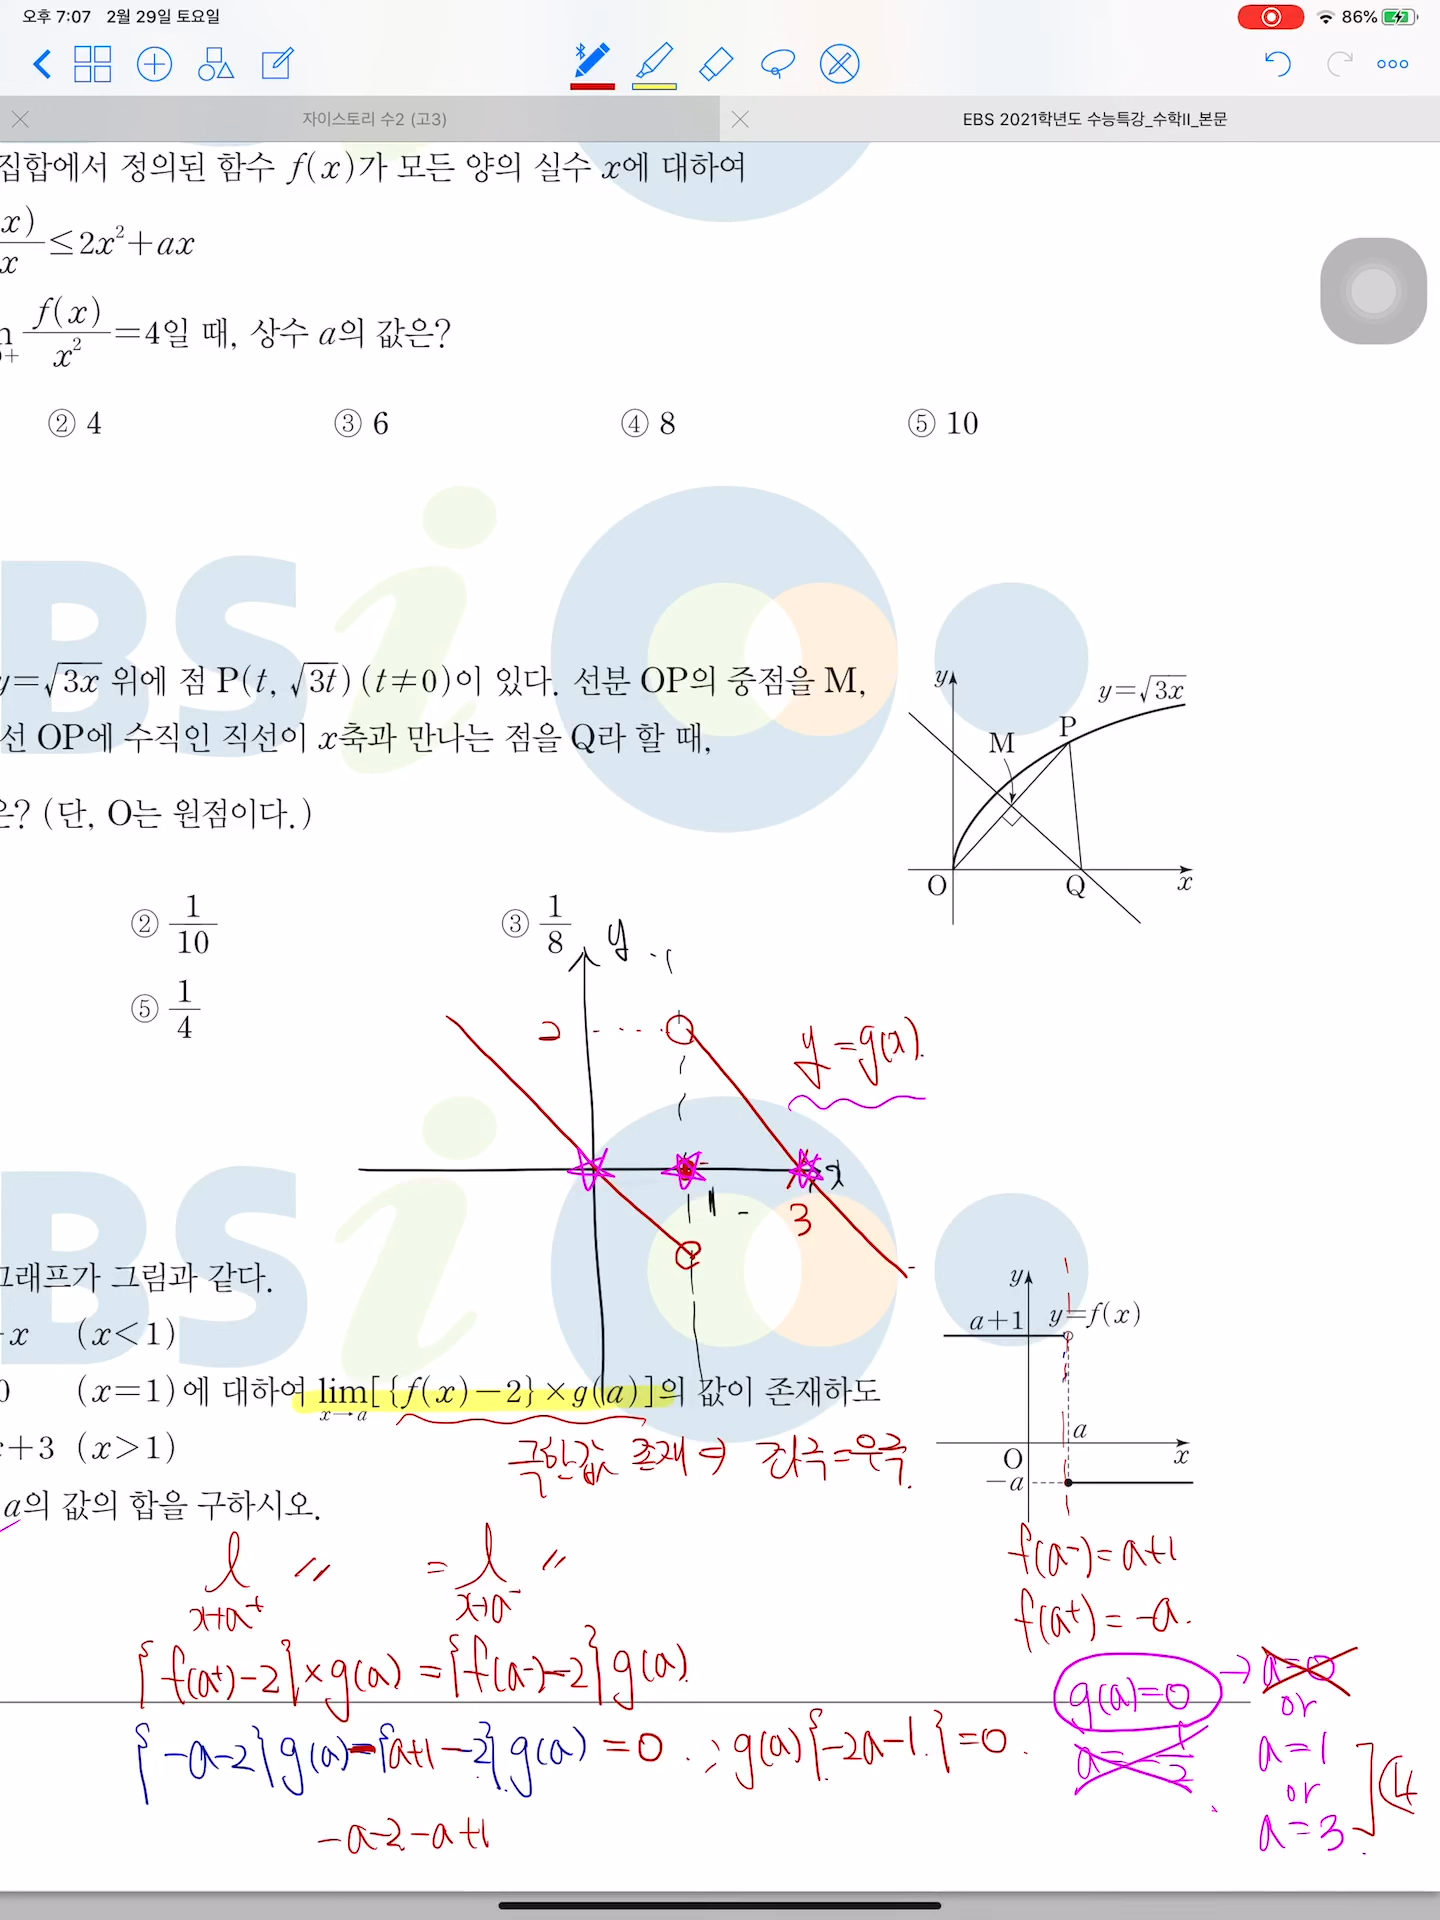 오후 7:07 2월 29일 토요일
86%
자이스토리 수2 (고3)
EBS 2021학년도 수능특강_수학II_본문
집합에서 정의된 함수 f(x)가 모든 양의 실수 x에 대하여
x)/x ≤2x²+ax
f(x)/x²=4일 때, 상수 a의 값은?
② 4 ③ 6 ④ 8 ⑤ 10
y=√3x 위에 점 P(t, √3t) (t≠0)이 있다. 선분 OP의 중점을 M,
선 OP에 수직인 직선이 x축과 만나는 점을 Q라 할 때,
은? (단, O는 원점이다.)
y
y=√3x
P
M
O
Q
x
② 1/10 ③ 1/8
⑤ 1/4
y
2
y=g(x)
x
1
3
그래프가 그림과 같다.
-x (x<1)
0 (x=1)에 대하여 lim x→a [{f(x)-2}×g(a)]의 값이 존재하도
x+3 (x>1)
a의 값의 합을 구하시오.
y
a+1
y=f(x)
a
O
x
-a
극한값 존재 ⇒ 좌극=우극.
l x→a+ 〃 = l x→a- 〃
f(a-)=a+1
f(a+)=-a.
{f(a+)-2}×g(a)={f(a-)-2}g(a)
{-a-2}g(a)-{a+1-2}g(a)=0. ∴g(a){-2a-1}=0.
-a-2-a+1
g(a)=0 → a=0
or
a=-1/2
a=1
or
a=3
4